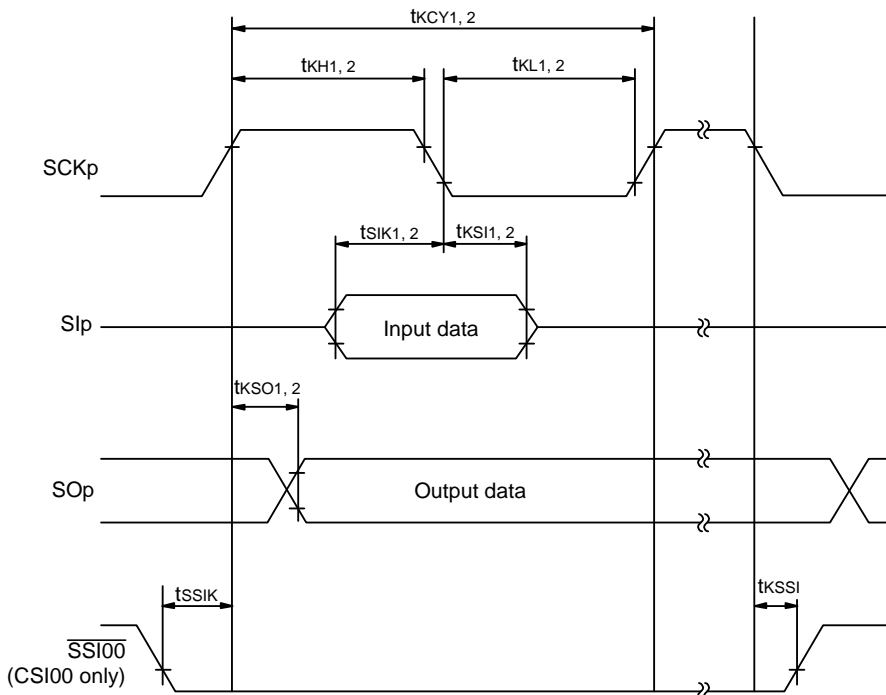 tKCY1, 2
tKH1, 2
tKL1, 2
SCKp
tSIK1, 2
tKSI1, 2
SIp
Input data
tKSO1, 2
SOp
Output data
tSSIK
tKSSI
SSI00
(CSI00 only)